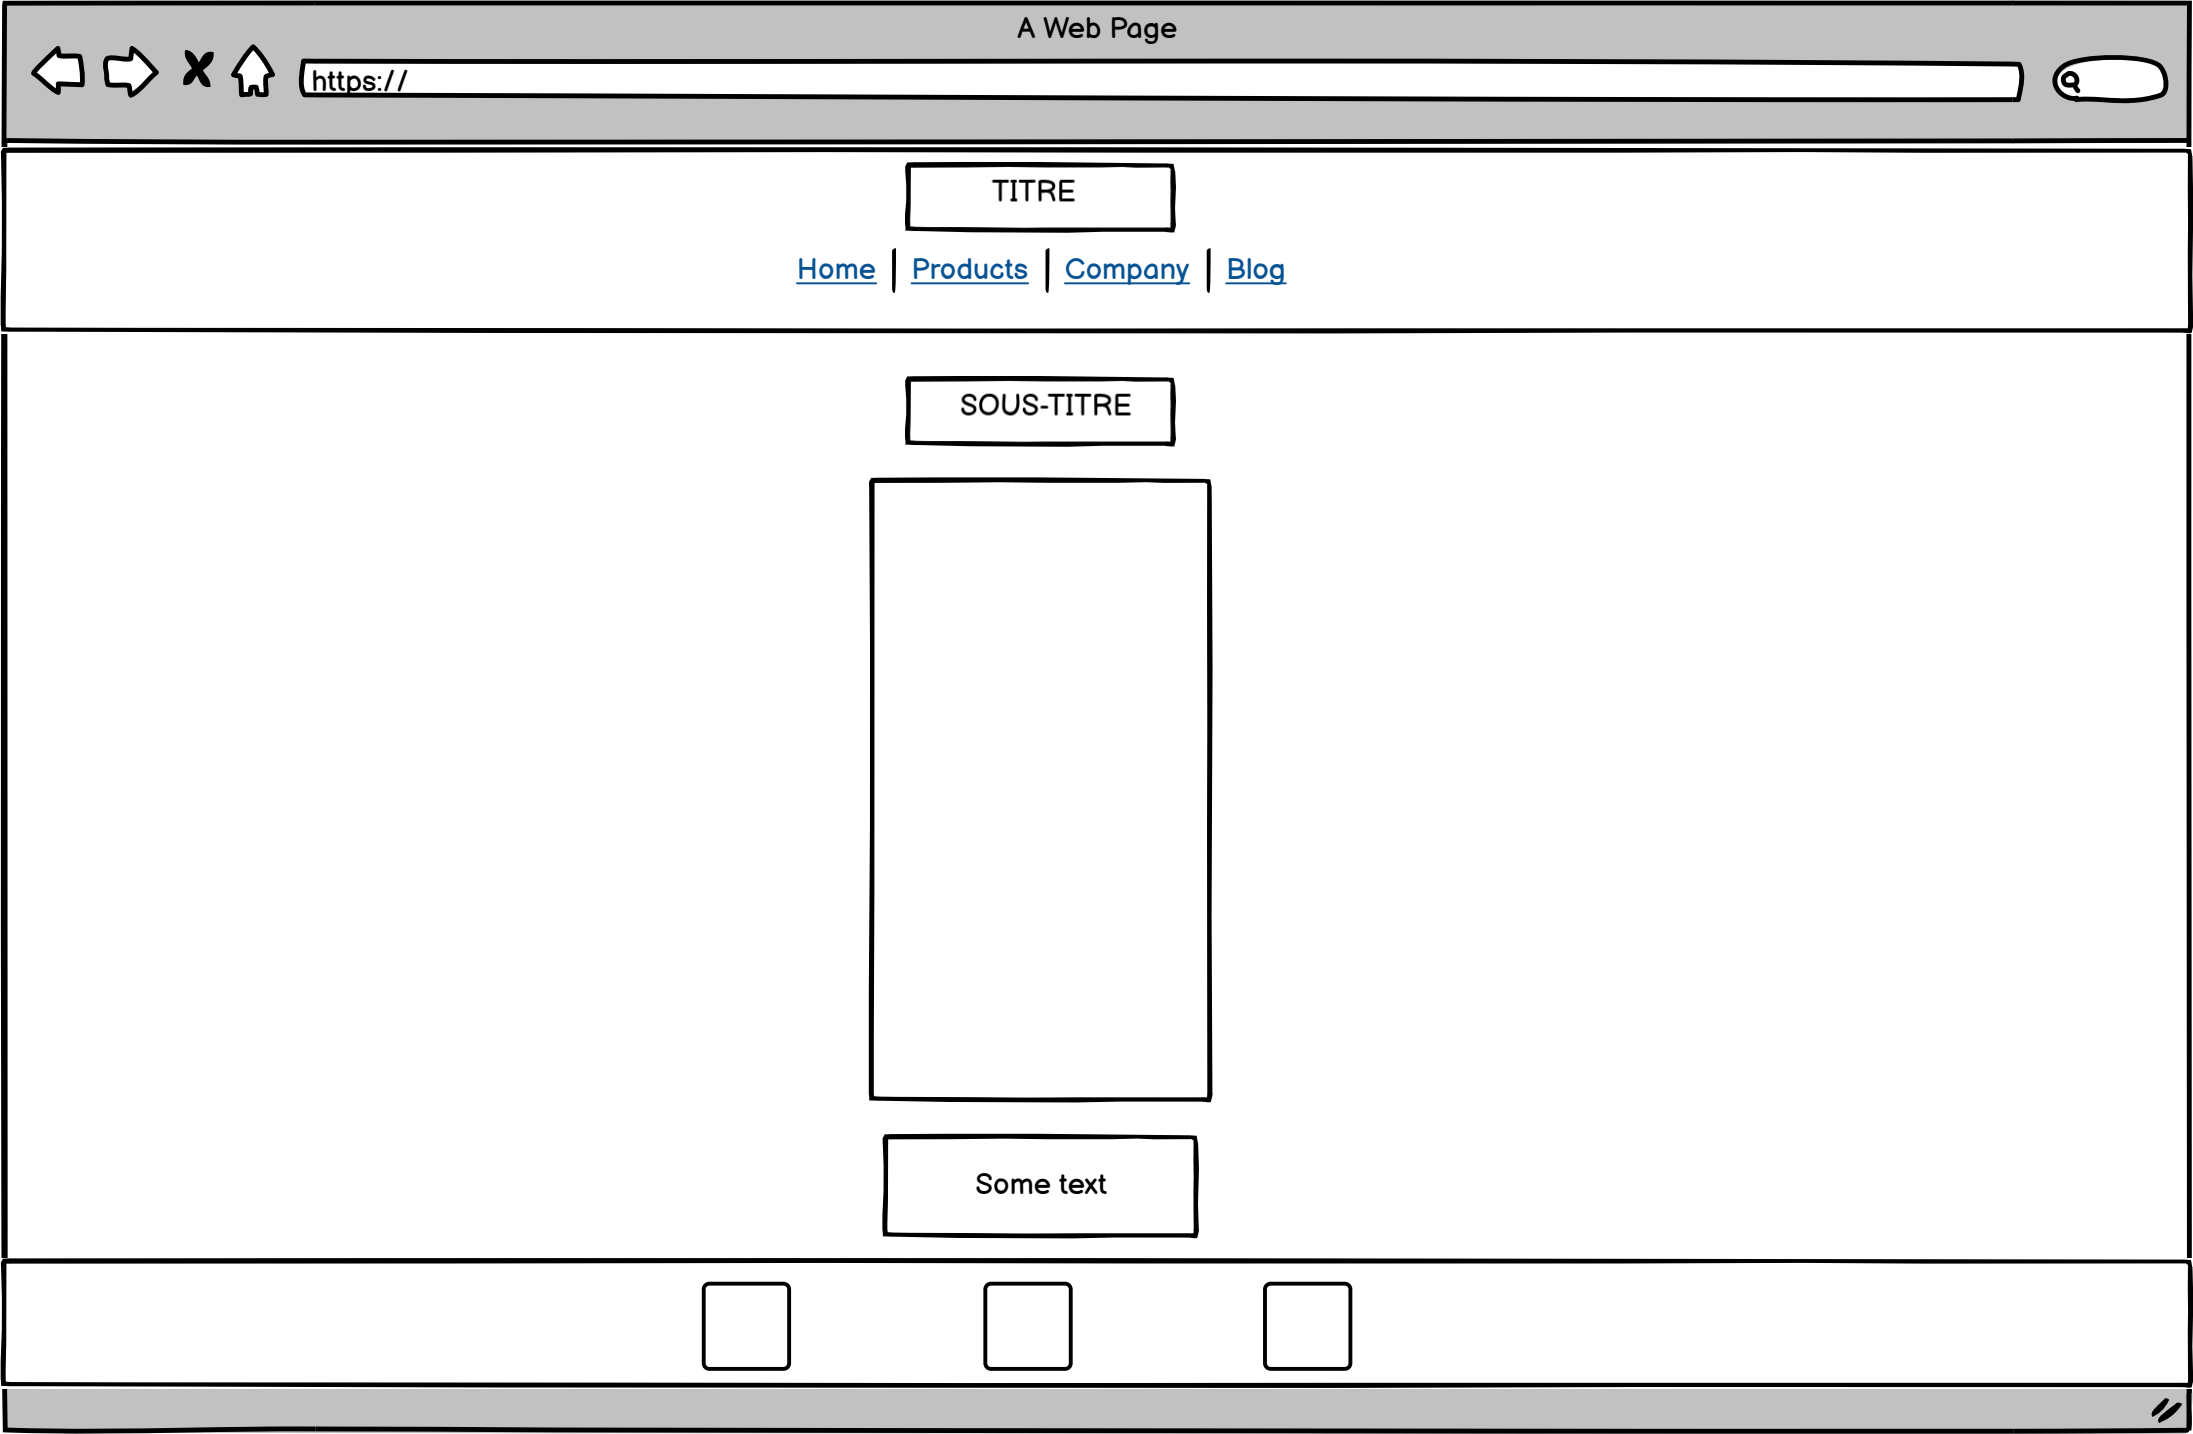 A Web Page
https://
TITRE
Home Products Company Blog
SOUS-TITRE
Some text